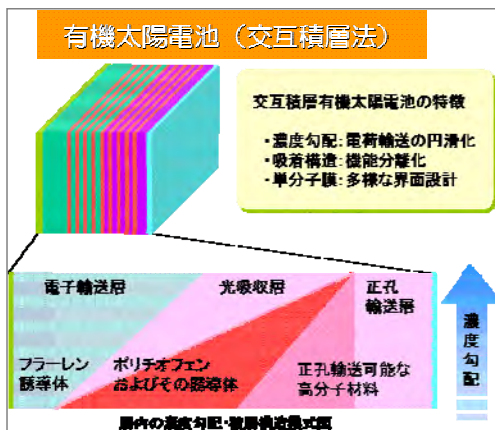 有機太陽電池（交互積層法）
交互積層有機太陽電池の特徴
・濃度勾配：電荷輸送の円滑化
・吸着構造：機能分離化
・単分子膜：多様な界面設計
電子輸送層
光吸収層
正孔
輸送層
フラーレン
誘導体
ポリチオフェン
およびその誘導体
正孔輸送可能な
高分子材料
濃度勾配
膜内の濃度勾配・積層構造模式図